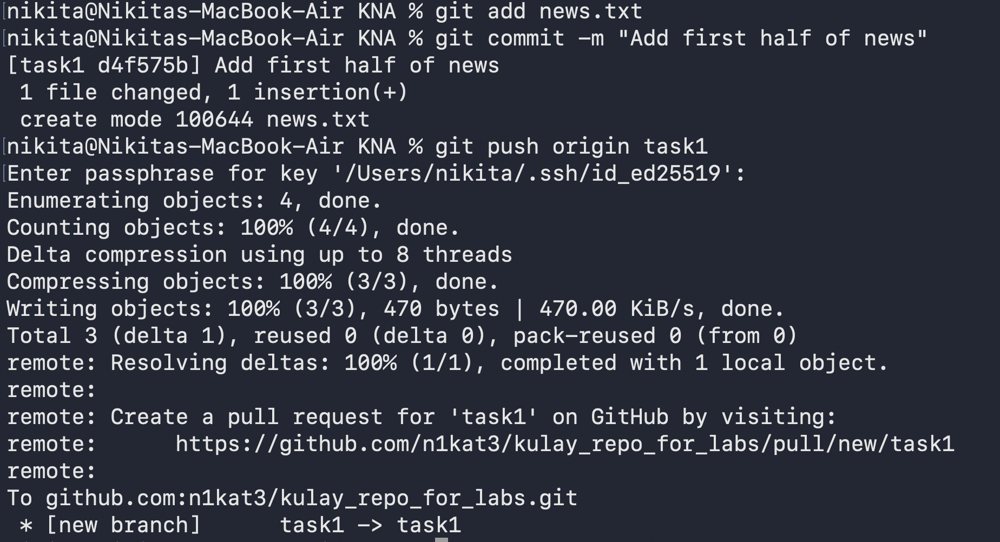 [nikita@Nikitas-MacBook-Air KNA % git add news.txt
[nikita@Nikitas-MacBook-Air KNA % git commit -m "Add first half of news"
[task1 d4f575b] Add first half of news
 1 file changed, 1 insertion(+)
 create mode 100644 news.txt
[nikita@Nikitas-MacBook-Air KNA % git push origin task1
[Enter passphrase for key '/Users/nikita/.ssh/id_ed25519':
Enumerating objects: 4, done.
Counting objects: 100% (4/4), done.
Delta compression using up to 8 threads
Compressing objects: 100% (3/3), done.
Writing objects: 100% (3/3), 470 bytes | 470.00 KiB/s, done.
Total 3 (delta 1), reused 0 (delta 0), pack-reused 0 (from 0)
remote: Resolving deltas: 100% (1/1), completed with 1 local object.
remote:
remote: Create a pull request for 'task1' on GitHub by visiting:
remote:      https://github.com/n1kat3/kulay_repo_for_labs/pull/new/task1
remote:
To github.com:n1kat3/kulay_repo_for_labs.git
 * [new branch]      task1 -> task1